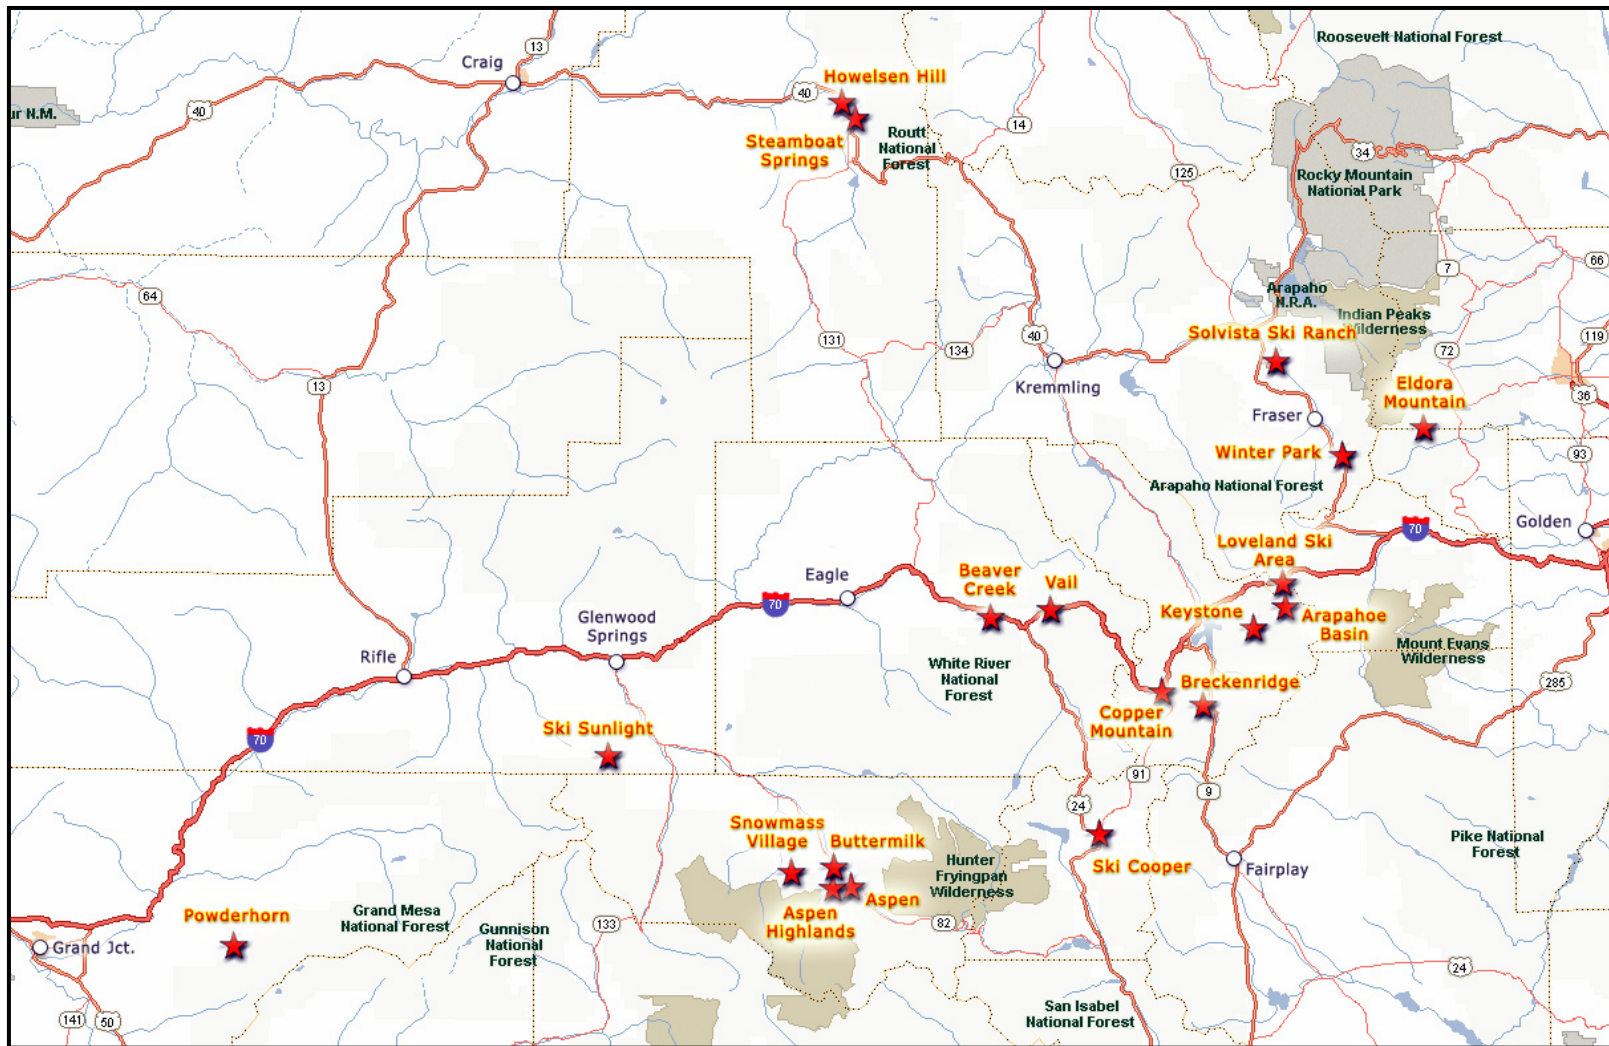 Roosevelt National Forest
13
Craig
Howelsen Hill
40
40
ur N.M.
14
Routt
National
Forest
Steamboat
Springs
34
125
Rocky Mountain
National Park
7
66
64
Arapaho
N.R.A.
Indian Peaks
Wilderness
Solvista Ski Ranch
131
134
40
119
72
13
Kremmling
Eldora
Mountain
36
Fraser
Winter Park
93
Arapaho National Forest
70
Golden
Loveland Ski
Area
Eagle
Beaver
Creek
Vail
70
Glenwood
Springs
Keystone
Arapahoe
Basin
Rifle
White River
National
Forest
Mount Evans
Wilderness
Breckenridge
285
Copper
Mountain
Ski Sunlight
70
91
24
9
Snowmass
Village
Buttermilk
Pike National
Forest
Hunter
Fryingpan
Wilderness
Ski Cooper
Fairplay
Aspen
Aspen
Highlands
Powderhorn
Grand Mesa
National Forest
133
82
Gunnison
National
Forest
Grand Jct.
24
San Isabel
National Forest
141
50